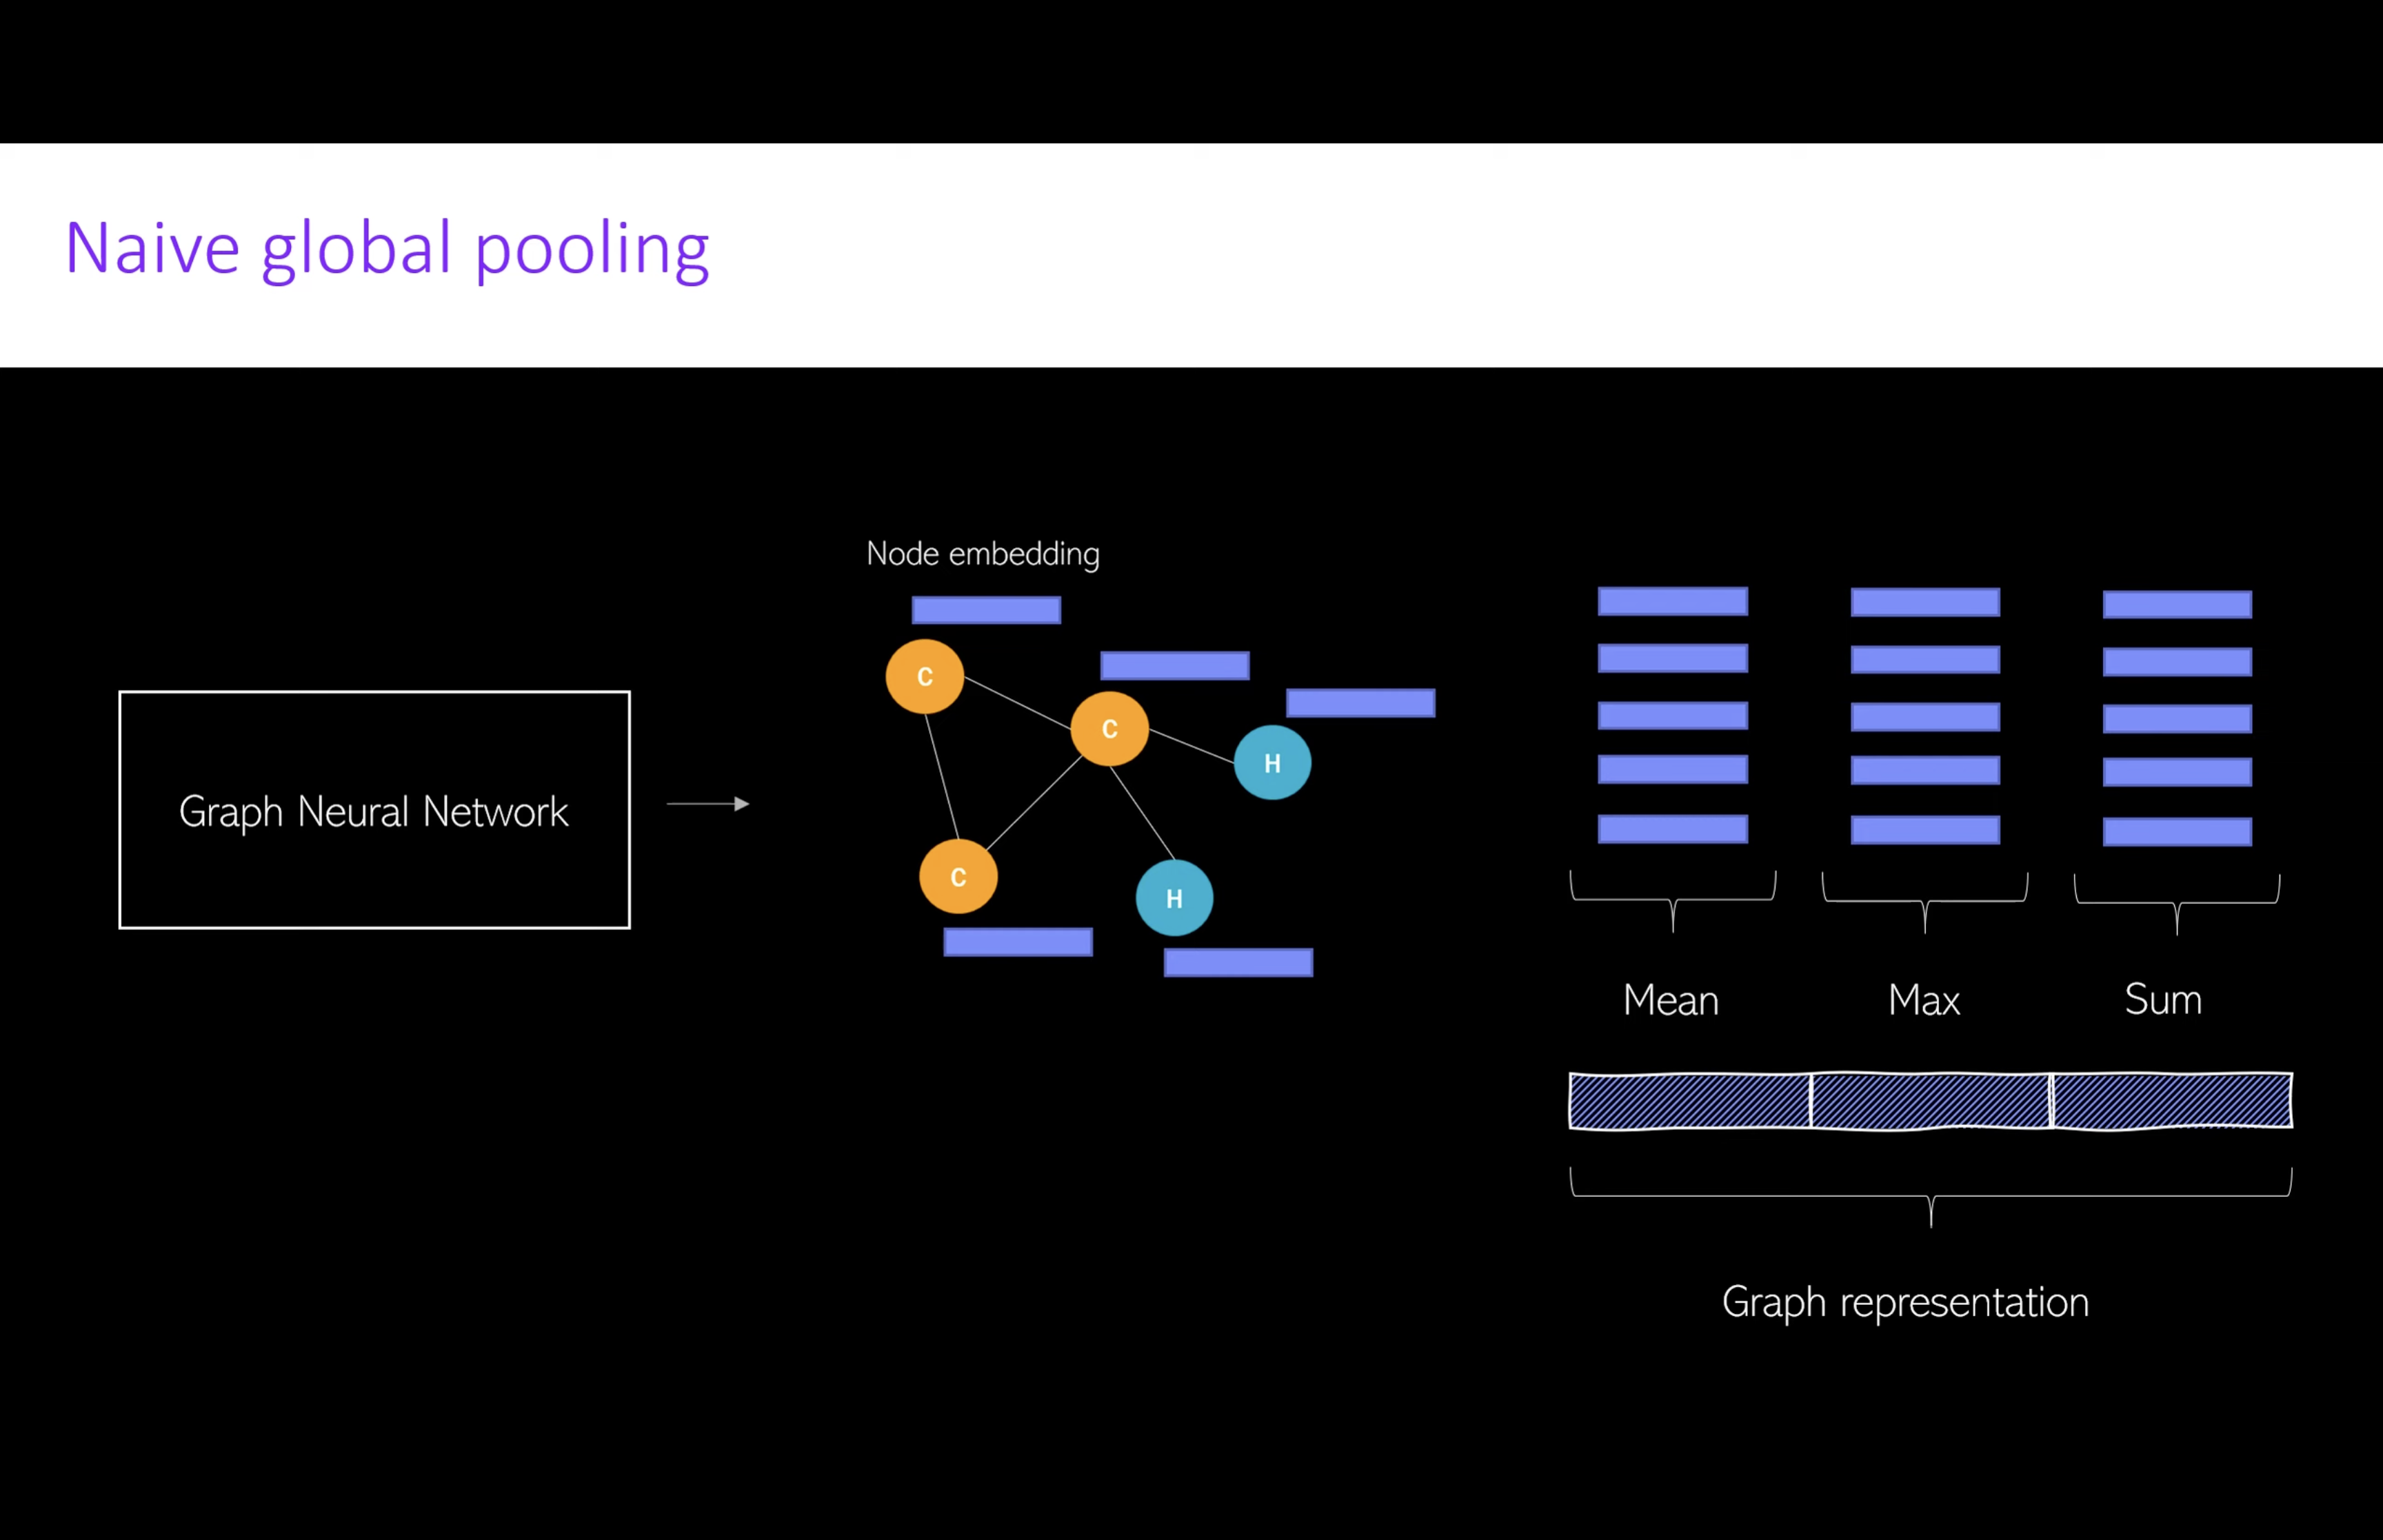 Naive global pooling
Node embedding
Graph Neural Network
C
C
H
C
H
Mean
Max
Sum
Graph representation